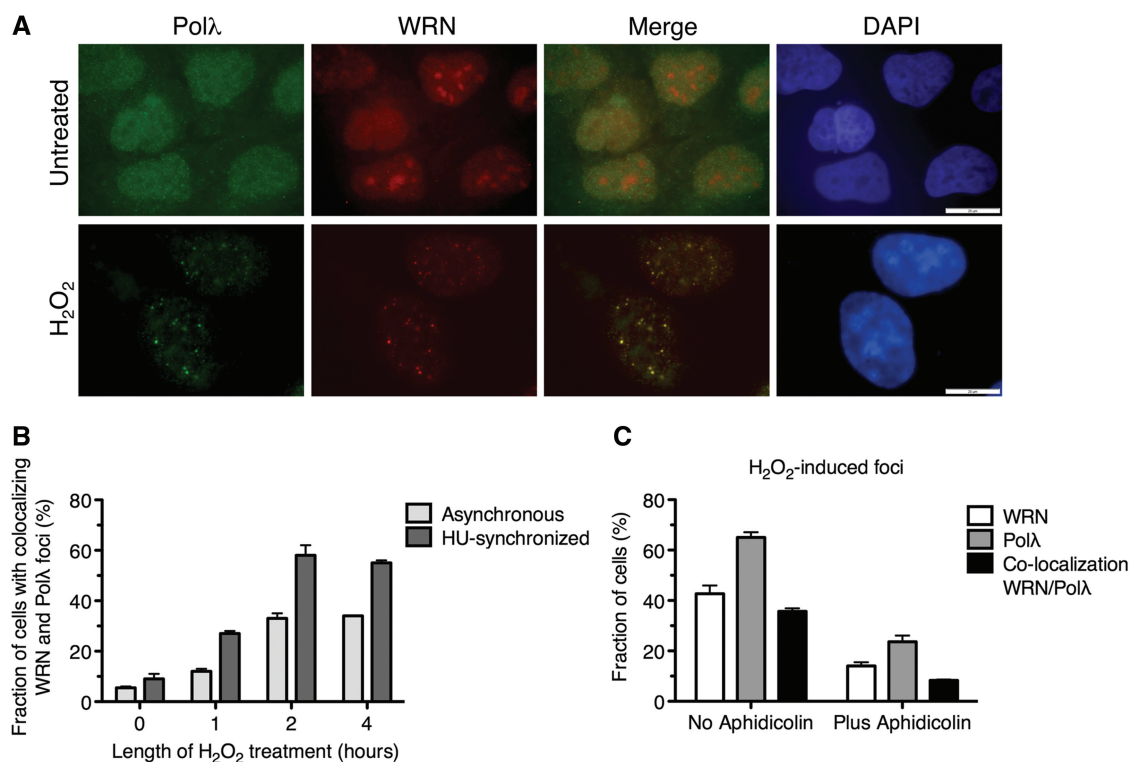 A
Polλ WRN Merge DAPI
Untreated
H₂O₂
B
Fraction of cells with colocalizing
WRN and Polλ foci (%)
80
60
40
20
0
0 1 2 4
Length of H₂O₂ treatment (hours)
Asynchronous
HU-synchronized
C
H₂O₂-induced foci
Fraction of cells (%)
80
60
40
20
0
No Aphidicolin Plus Aphidicolin
WRN
Polλ
Co-localization
WRN/Polλ